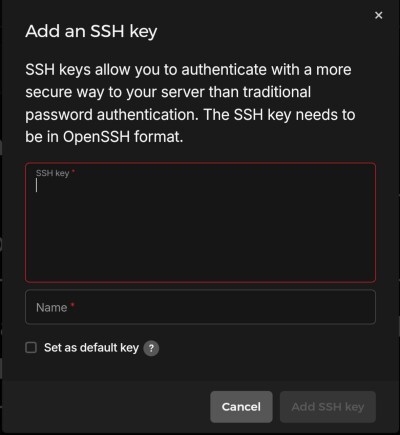 Add an SSH key
SSH keys allow you to authenticate with a more
secure way to your server than traditional
password authentication. The SSH key needs to
be in OpenSSH format.
SSH key *
Name *
Set as default key ?
Cancel
Add SSH key